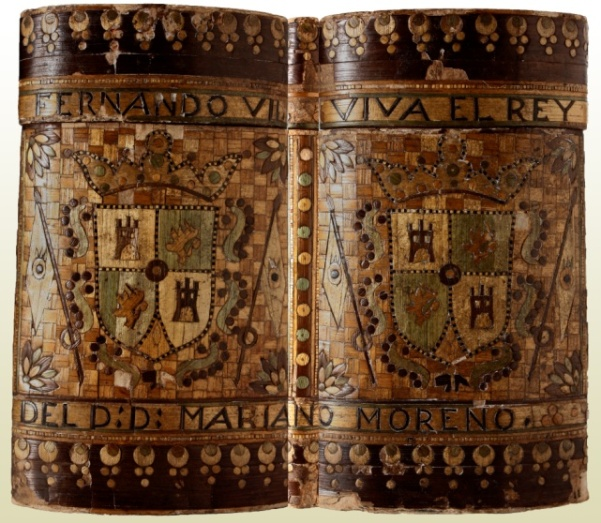 FERNANDO VII VIVA EL REY
DEL D:D: MARIANO MORENO.